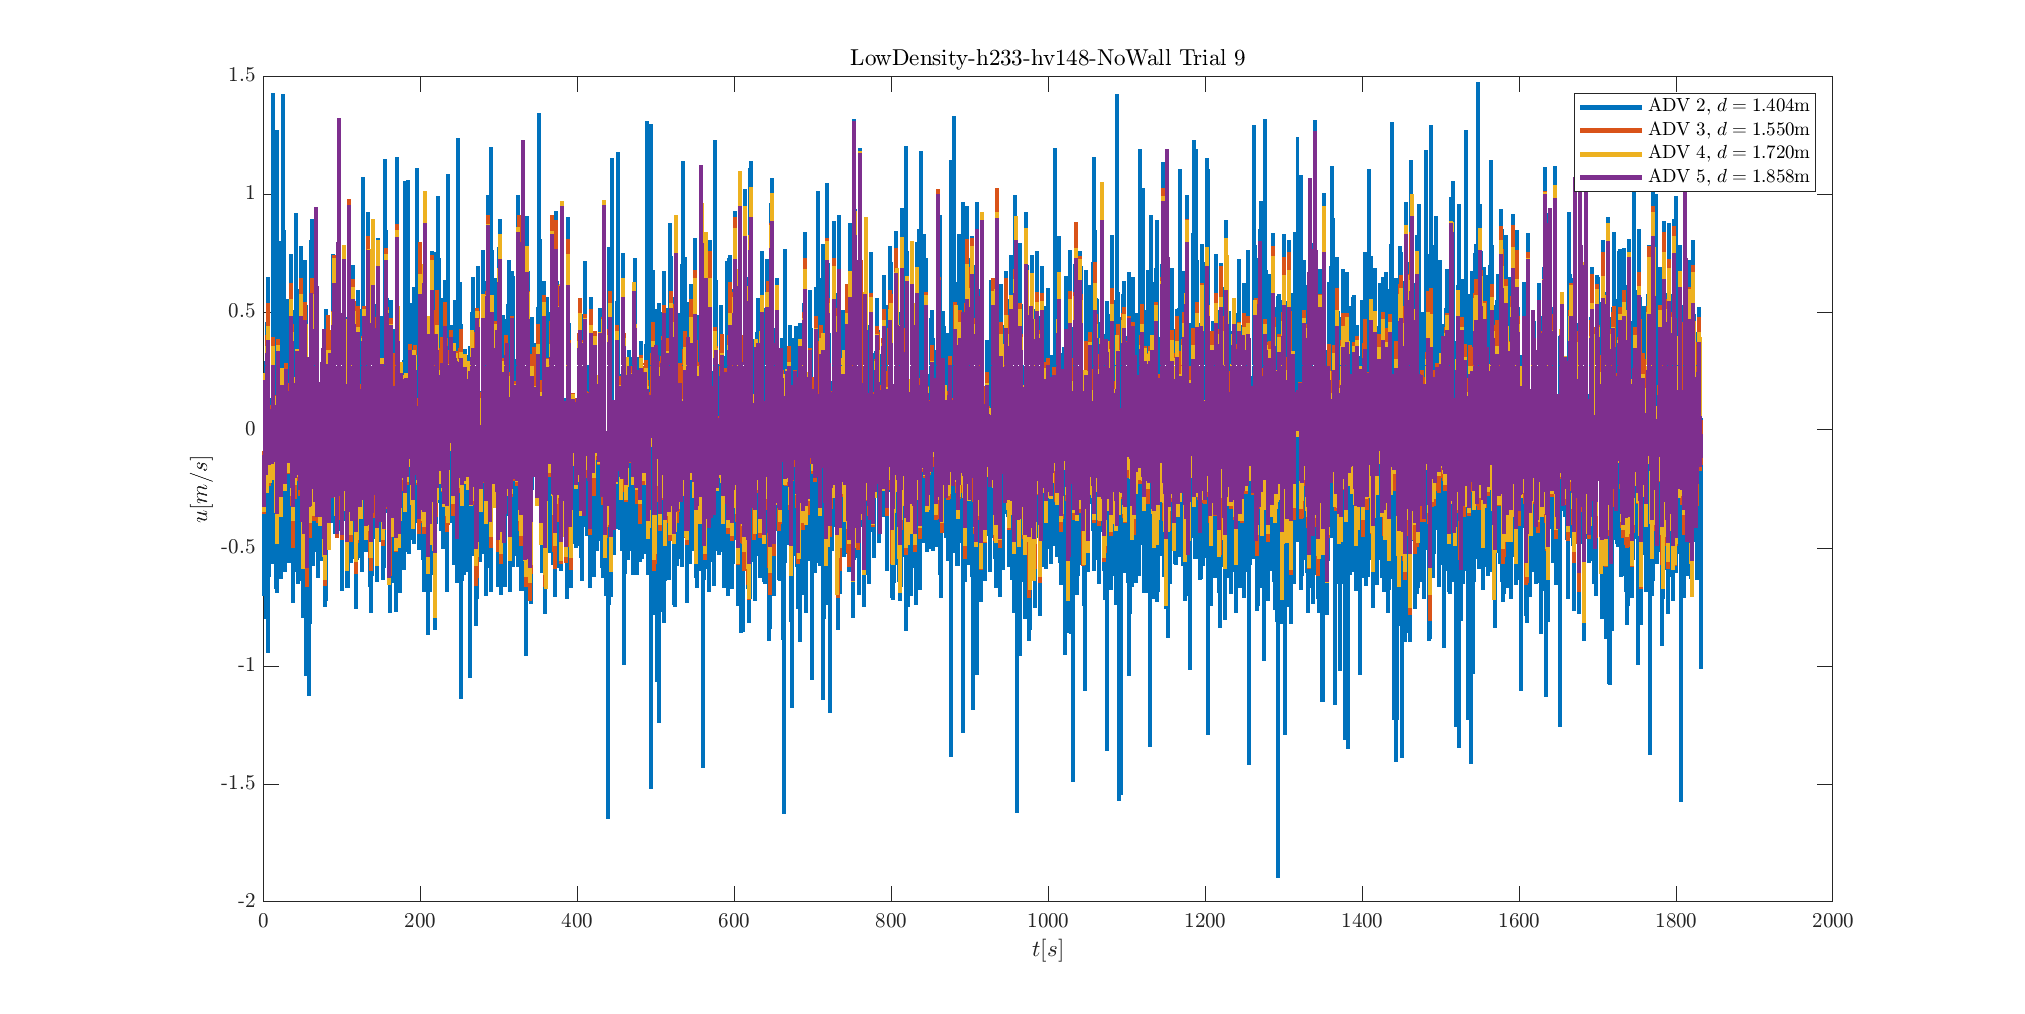 LowDensity-h233-hv148-NoWall Trial 9
1.5
1
0.5
0
-0.5
-1
-1.5
-2
u[m/s]
ADV 2, d = 1.404m
ADV 3, d = 1.550m
ADV 4, d = 1.720m
ADV 5, d = 1.858m
0 200 400 600 800 1000 1200 1400 1600 1800 2000
t[s]